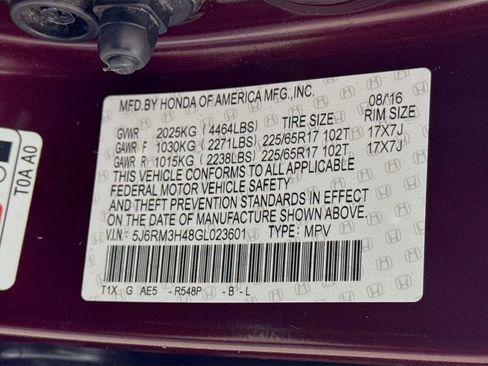 MFD.BY HONDA OF AMERICA MFG.,INC. 08/'16
GVWR 2025KG (4464LBS) TIRE SIZE RIM SIZE
GAWR F 1030KG (2271LBS) 225/65R17 102T 17X7J
GAWR R 1015KG (2238LBS) 225/65R17 102T 17X7J
THIS VEHICLE CONFORMS TO ALL APPLICABLE
FEDERAL MOTOR VEHICLE SAFETY
AND THEFT PREVENTION STANDARDS IN EFFECT
ON THE DATE OF MANUFACTURE SHOWN ABOVE.
V.I.N.: 5J6RM3H48GL023601 TYPE: MPV
T1X G AE5 - R548P - B - L
T0A A0